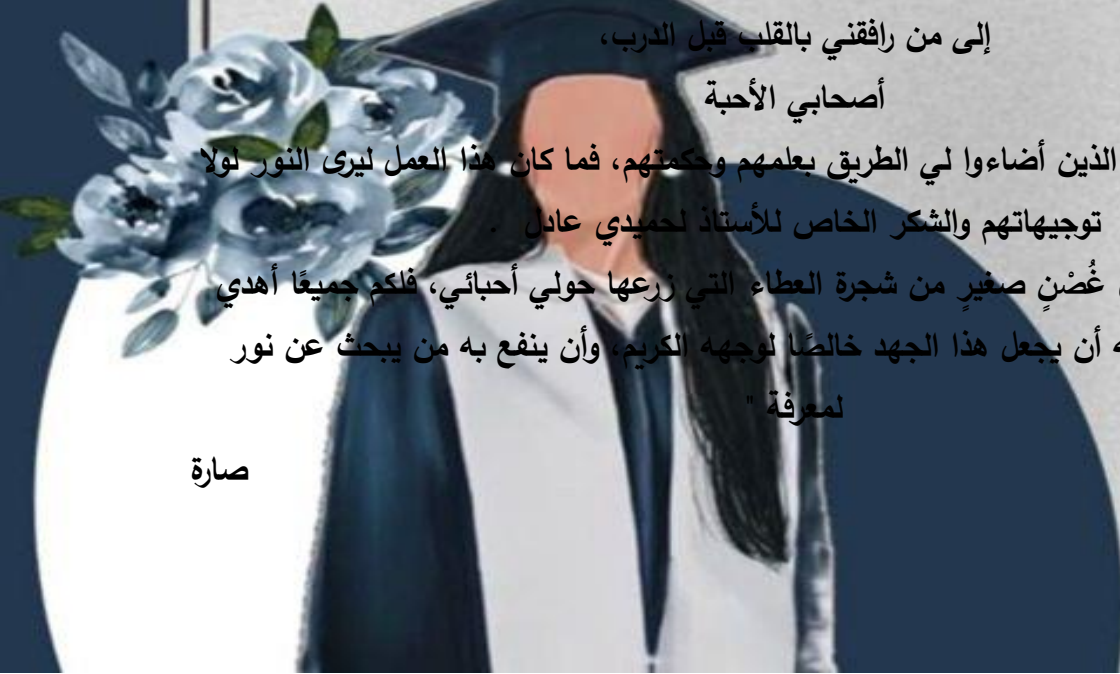 إلى من رافقني بالقلب قبل الدرب،
أصحابي الأحبة
الذين أضاءوا لي الطريق بعلمهم وحكمتهم، فما كان هذا العمل ليرى النور لولا
توجيهاتهم والشكر الخاص للأستاذ لحميدي عادل .
غُصْنٍ صغيرٍ من شجرة العطاء التي زرعها حولي أحبائي، فلكم جميعًا أهدي
أن يجعل هذا الجهد خالصًا لوجهه الكريم، وأن ينفع به من يبحث عن نور
لمعرفة "
صارة